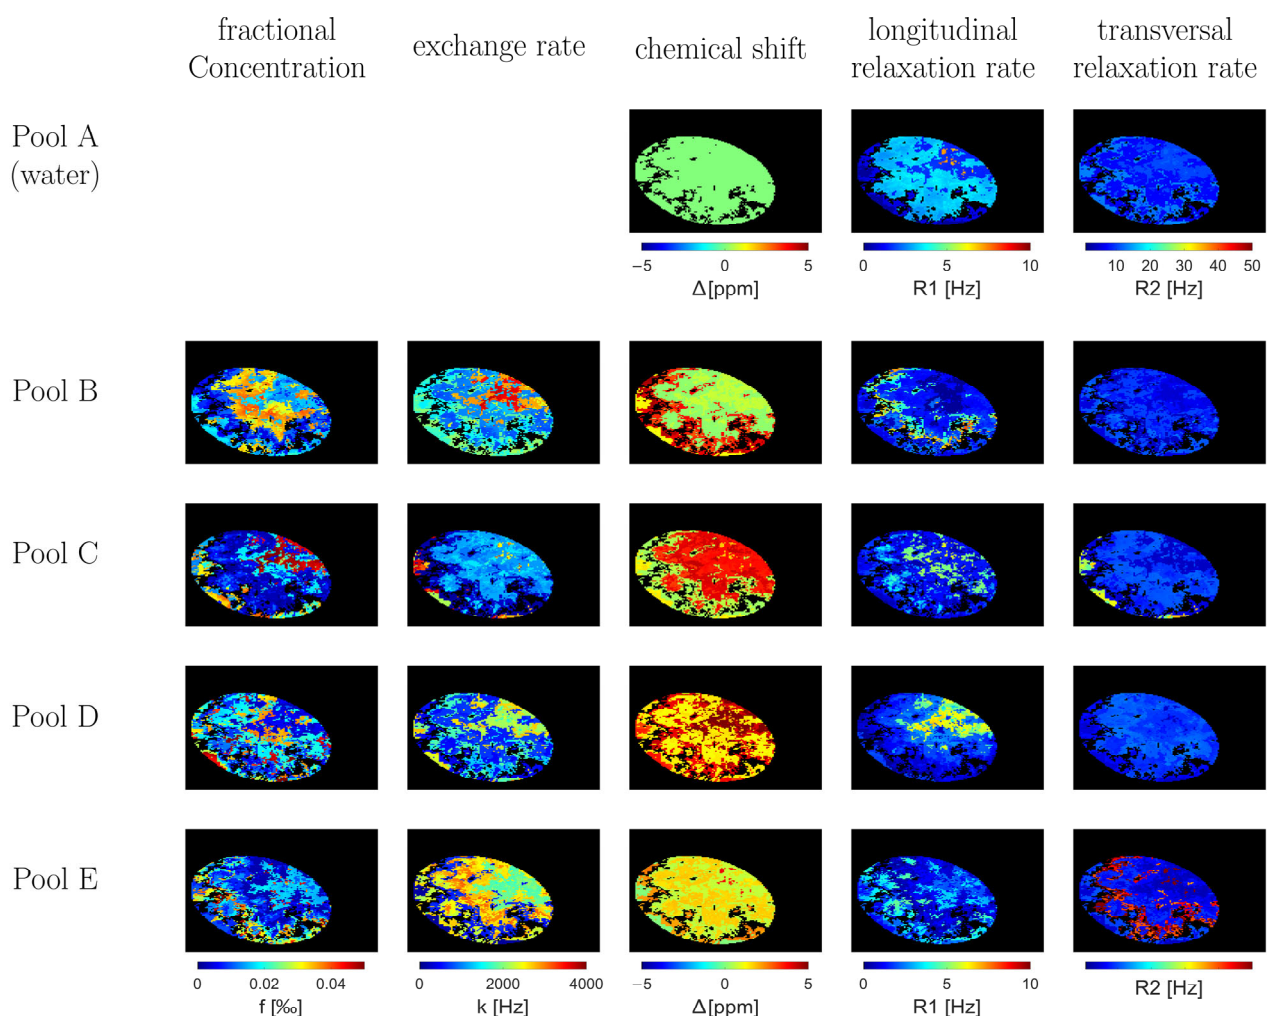 fractional
Concentration
exchange rate
chemical shift
longitudinal
relaxation rate
transversal
relaxation rate
Pool A
(water)
−5 0 5
Δ[ppm]
0 5 10
R1 [Hz]
10 20 30 40 50
R2 [Hz]
Pool B
Pool C
Pool D
Pool E
0 0.02 0.04
f [‰]
0 2000 4000
k [Hz]
−5 0 5
Δ[ppm]
0 5 10
R1 [Hz]
R2 [Hz]